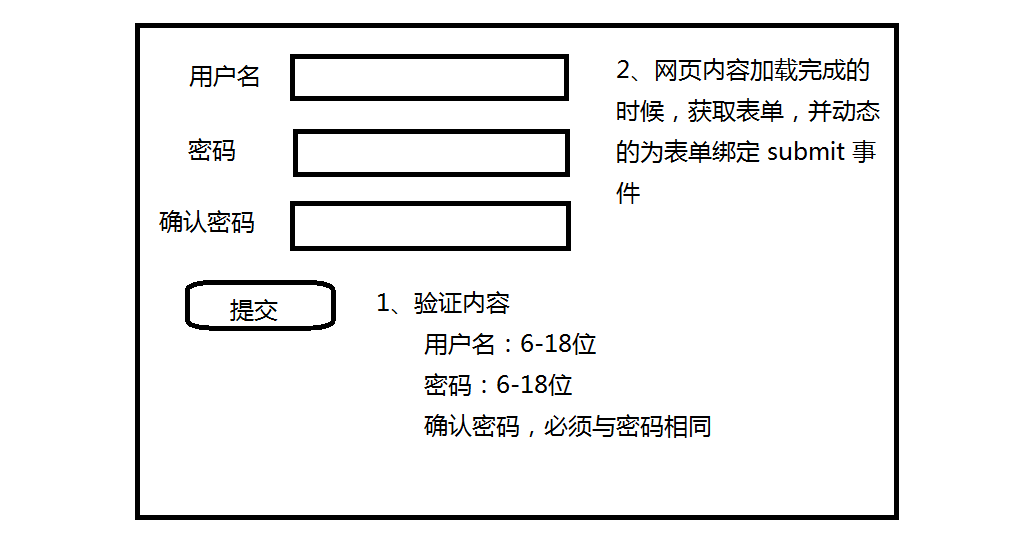 用户名
密码
确认密码
提交
2、网页内容加载完成的
时候，获取表单，并动态
的为表单绑定 submit 事
件
1、验证内容
用户名：6-18位
密码：6-18位
确认密码，必须与密码相同